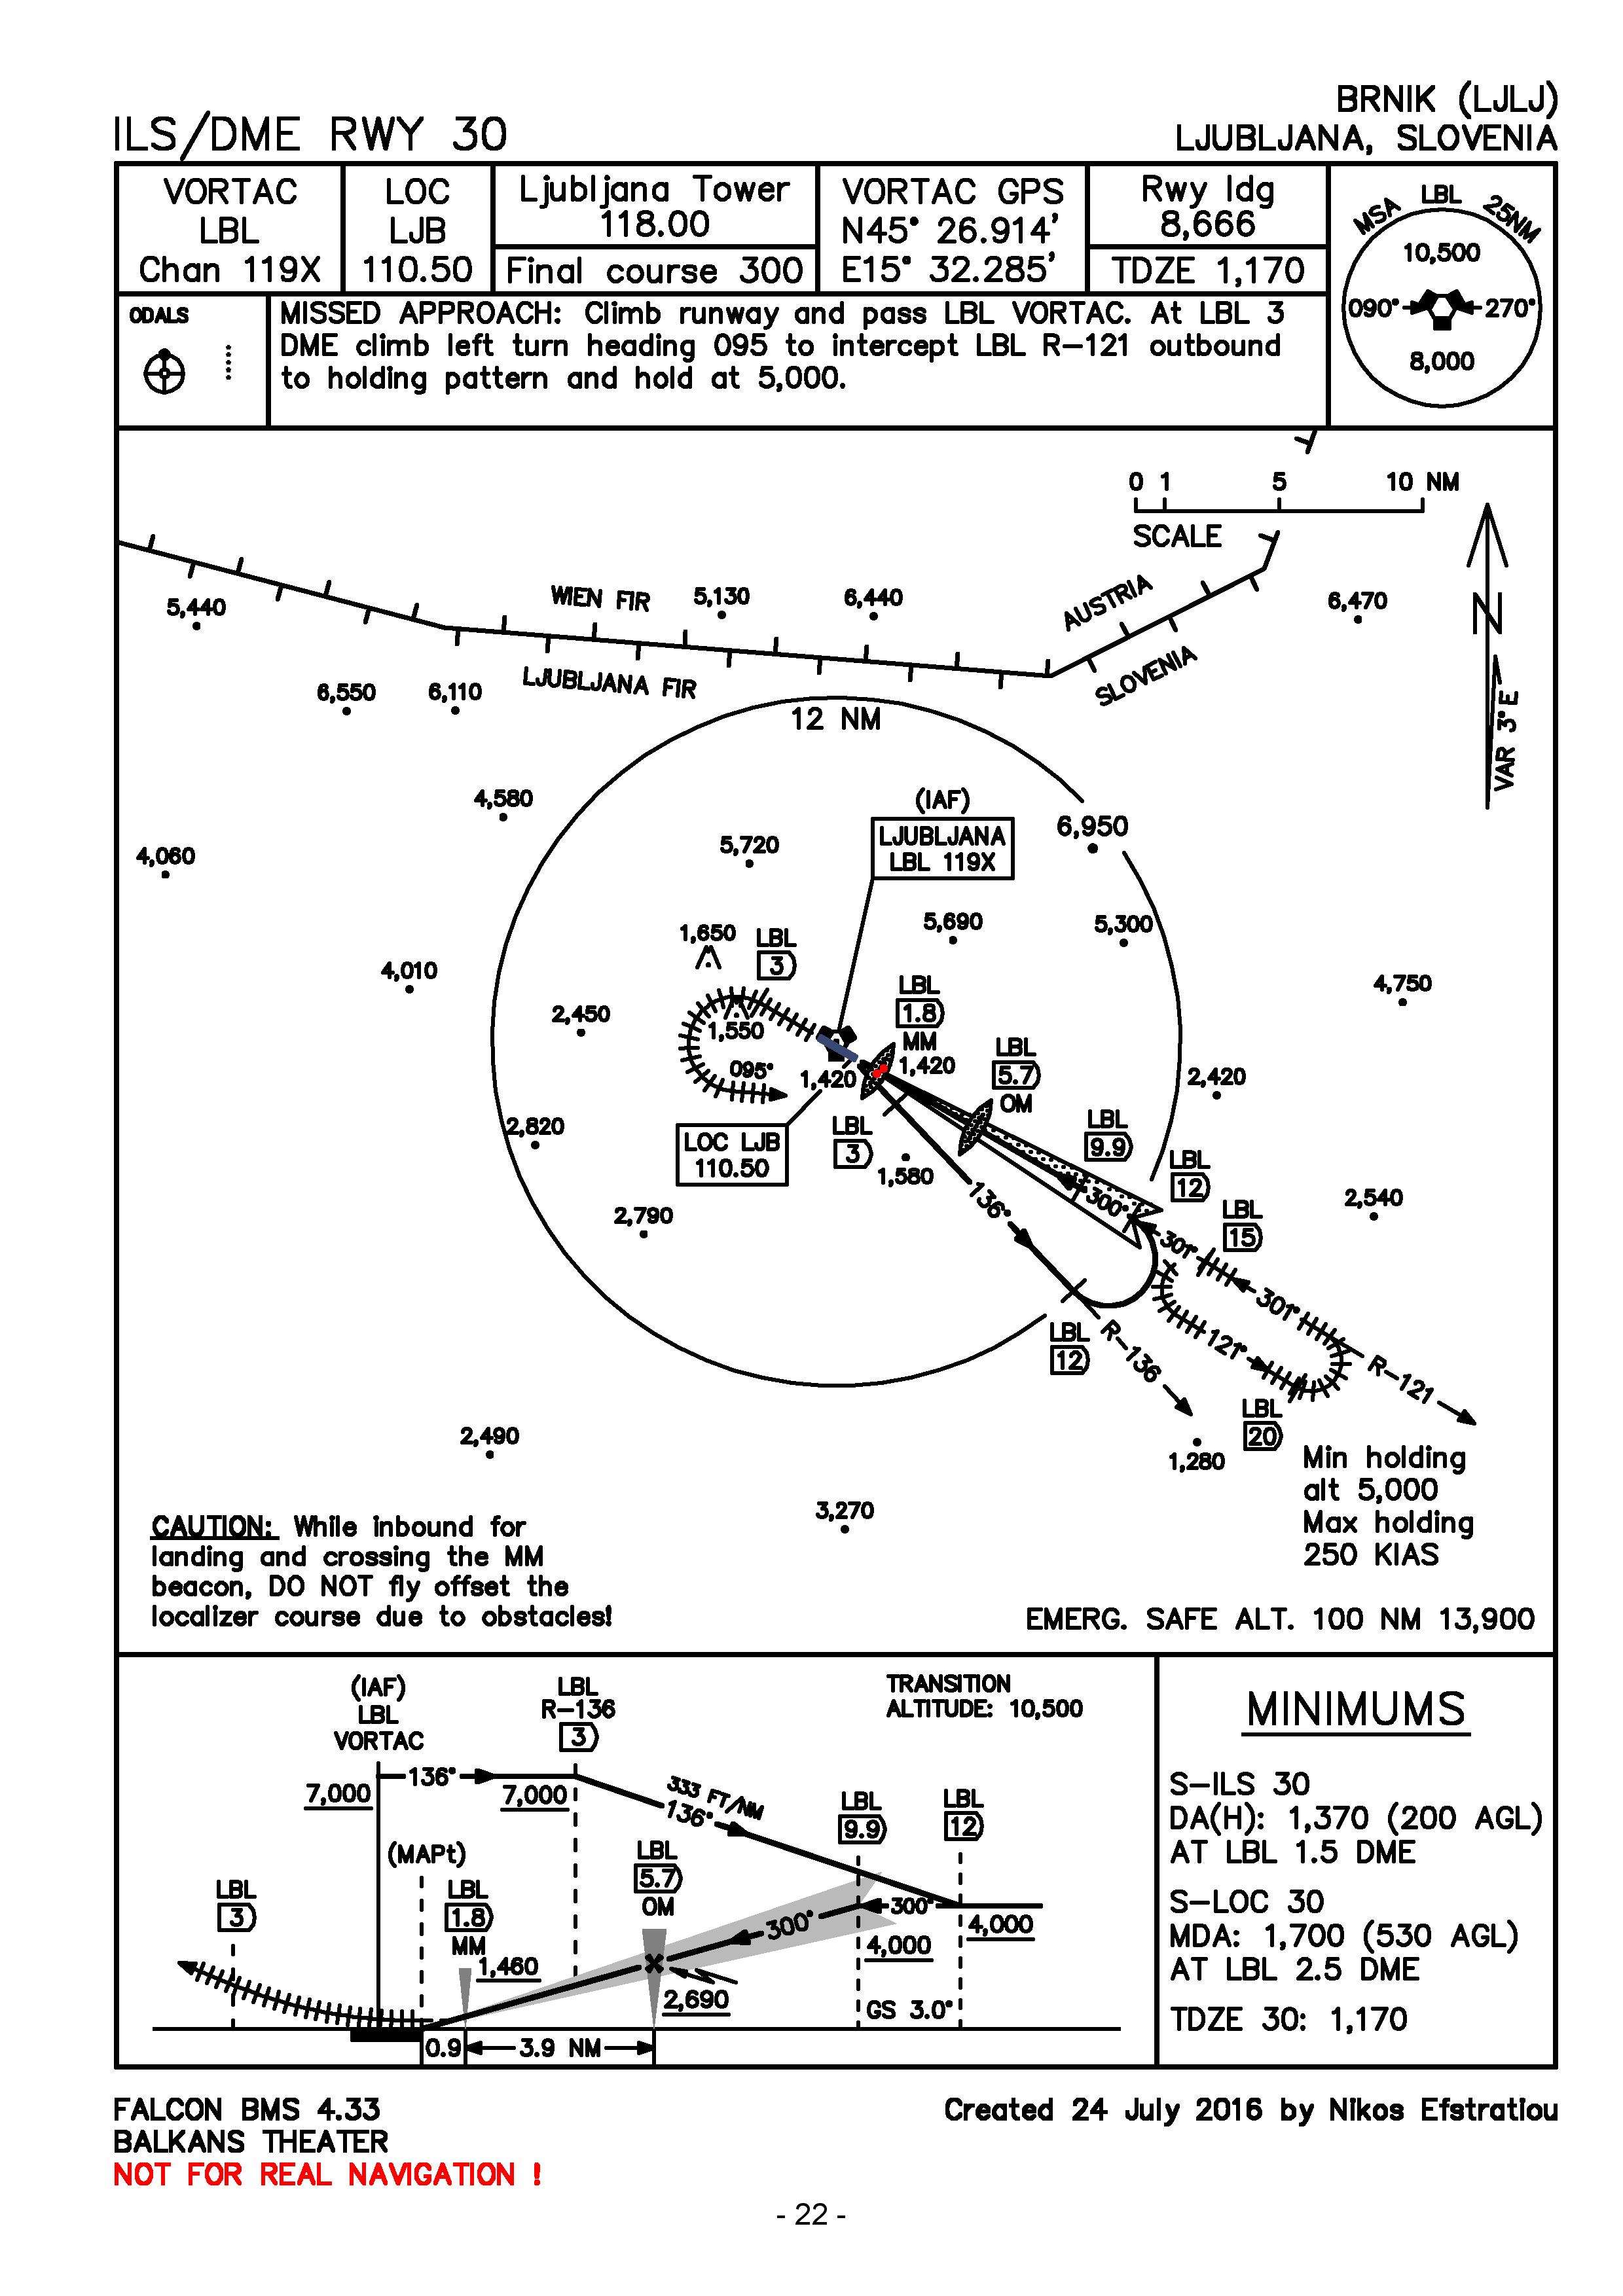 BRNIK (LJLJ)
ILS/DME RWY 30
LJUBLJANA, SLOVENIA
VORTAC
LBL
Chan 119X
LOC
LJB
110.50
Ljubljana Tower
118.00
Final course 300
VORTAC GPS
N45° 26.914'
E15° 32.285'
Rwy ldg
8,666
TDZE 1,170
MSA LBL 25NM
10,500
090° 270°
8,000
ODALS
MISSED APPROACH: Climb runway and pass LBL VORTAC. At LBL 3
DME climb left turn heading 095 to intercept LBL R-121 outbound
to holding pattern and hold at 5,000.
0 1 5 10 NM
SCALE
N
VAR 3°E
5,440
WIEN FIR
5,130
6,440
AUSTRIA
6,470
LJUBLJANA FIR
SLOVENIA
6,550
6,110
12 NM
4,580
(IAF)
LJUBLJANA
LBL 119X
6,950
4,060
5,720
5,690
5,300
1,650
LBL
3
4,010
4,750
2,450
1,550
LBL
1.8
MM
1,420
095°
1,420
LBL
5.7
OM
2,420
2,820
LOC LJB
110.50
LBL
3
1,580
LBL
9.9
LBL
12
136°
300°
2,790
2,540
LBL
15
301°
301°
121°
LBL
12
R-136
R-121
LBL
20
2,490
1,280
Min holding
alt 5,000
Max holding
250 KIAS
3,270
CAUTION: While inbound for
landing and crossing the MM
beacon, DO NOT fly offset the
localizer course due to obstacles!
EMERG. SAFE ALT. 100 NM 13,900
(IAF)
LBL
VORTAC
LBL
R-136
3
TRANSITION
ALTITUDE: 10,500
7,000
136°
7,000
333 FT/NM
136°
LBL
9.9
LBL
12
(MAPt)
LBL
3
LBL
1.8
MM
1,460
LBL
5.7
OM
300°
300°
4,000
4,000
2,690
GS 3.0°
0.9
3.9 NM
MINIMUMS
S-ILS 30
DA(H): 1,370 (200 AGL)
AT LBL 1.5 DME
S-LOC 30
MDA: 1,700 (530 AGL)
AT LBL 2.5 DME
TDZE 30: 1,170
FALCON BMS 4.33
BALKANS THEATER
NOT FOR REAL NAVIGATION !
Created 24 July 2016 by Nikos Efstratiou
- 22 -